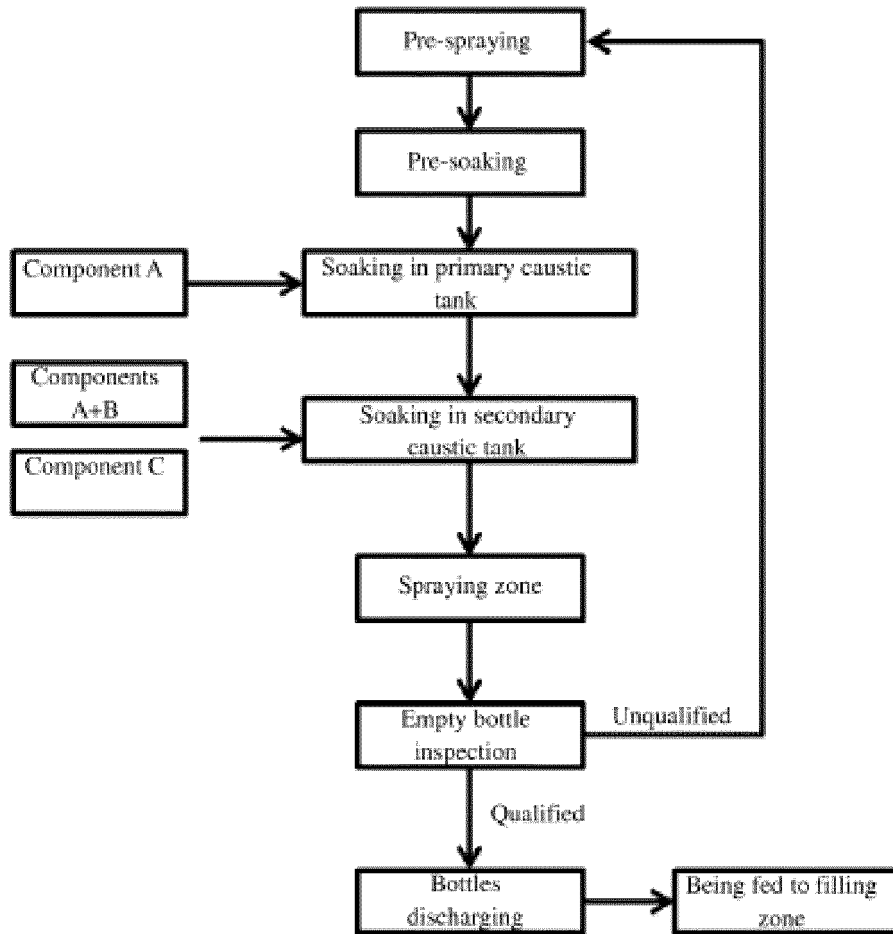 Pre-spraying
Pre-soaking
Component A
Soaking in primary caustic
tank
Components
A+B
Soaking in secondary
caustic tank
Component C
Spraying zone
Empty bottle
inspection
Unqualified
Qualified
Bottles
discharging
Being fed to filling
zone